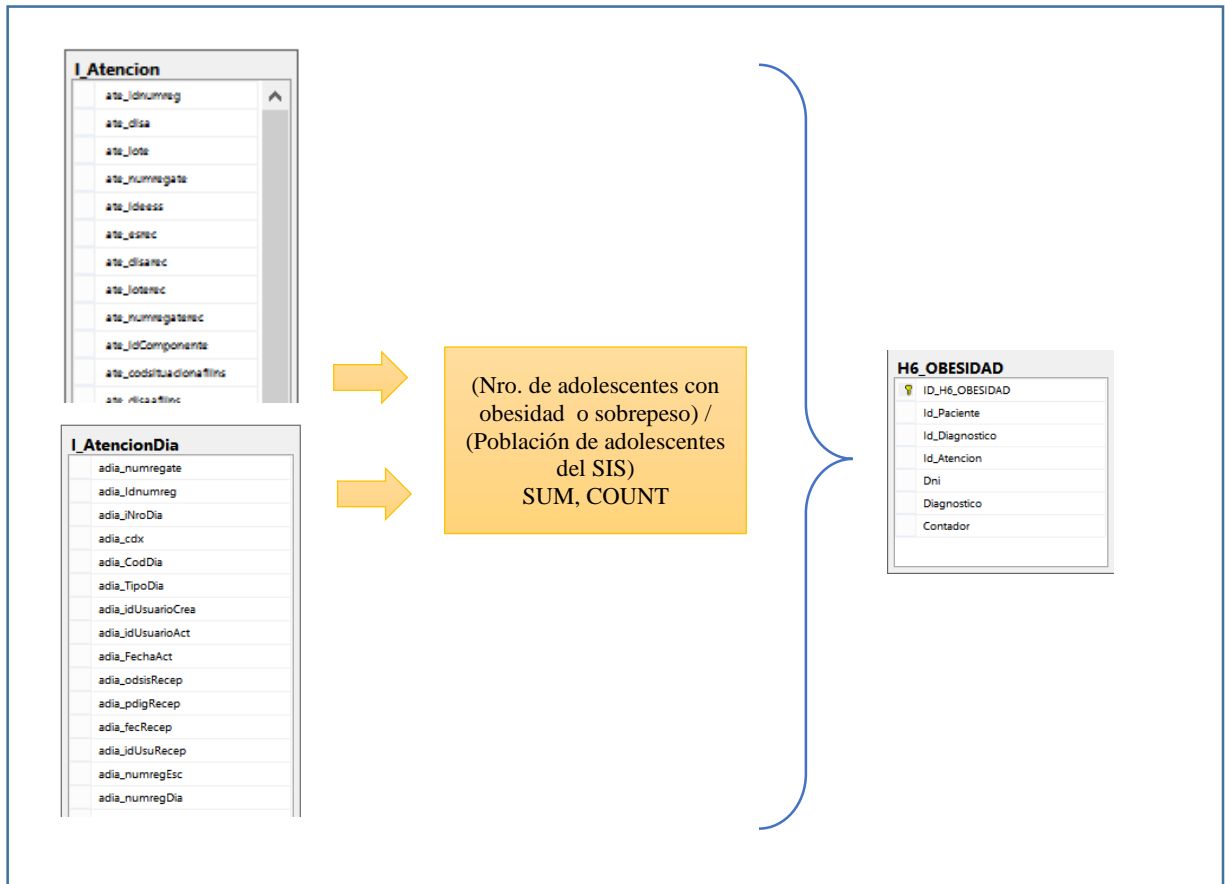 I_Atencion
ate_Idnumreg
ate_disa
ate_lote
ate_numregate
ate_Ideess
ate_esrec
ate_disarec
ate_loterec
ate_numregaterec
ate_IdComponente
ate_codsituacionafilns
ate_disaafilns
I_AtencionDia
adia_numregate
adia_Idnumreg
adia_iNroDia
adia_cdx
adia_CodDia
adia_TipoDia
adia_idUsuarioCrea
adia_idUsuarioAct
adia_FechaAct
adia_odsisRecep
adia_pdigRecep
adia_fecRecep
adia_idUsuRecep
adia_numregEsc
adia_numregDia
(Nro. de adolescentes con
obesidad o sobrepeso) /
(Población de adolescentes
del SIS)
SUM, COUNT
H6_OBESIDAD
ID_H6_OBESIDAD
Id_Paciente
Id_Diagnostico
Id_Atencion
Dni
Diagnostico
Contador